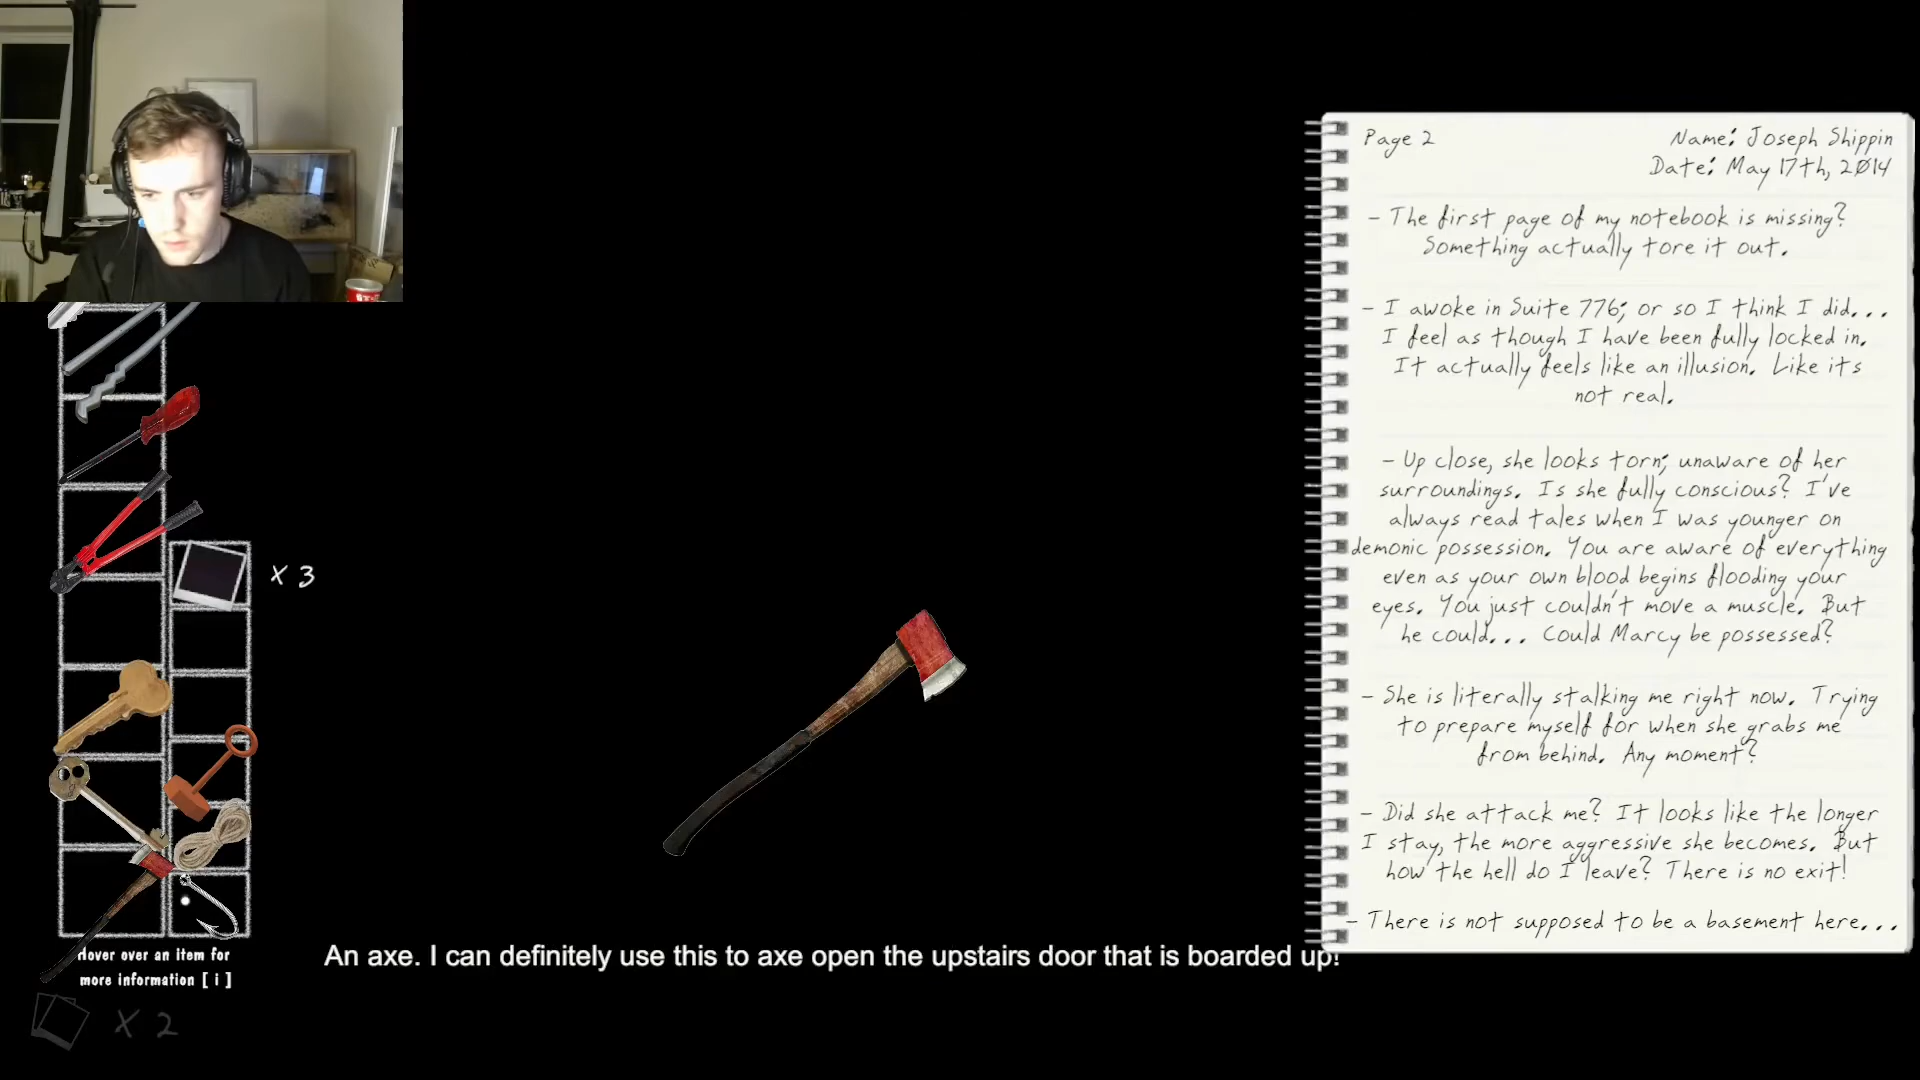 Page 2
Name: Joseph Shippin
Date: May 17th, 2014
- The first page of my notebook is missing?
Something actually tore it out.
- I awoke in Suite 776; or so I think I did...
I feel as though I have been fully locked in.
It actually feels like an illusion. Like its
not real.
- Up close, she looks torn; unaware of her
surroundings. Is she fully conscious? I've
always read tales when I was younger on
demonic possession. You are aware of everything
even as your own blood begins flooding your
eyes. You just couldn't move a muscle. But
he could... Could Marcy be possessed?
- She is literally stalking me right now. Trying
to prepare myself for when she grabs me
from behind. Any moment?
- Did she attack me? It looks like the longer
I stay, the more aggressive she becomes. But
how the hell do I leave? There is no exit!
- There is not supposed to be a basement here...
X 3
An axe. I can definitely use this to axe open the upstairs door that is boarded up!
Hover over an item for
more information [ i ]
X 2